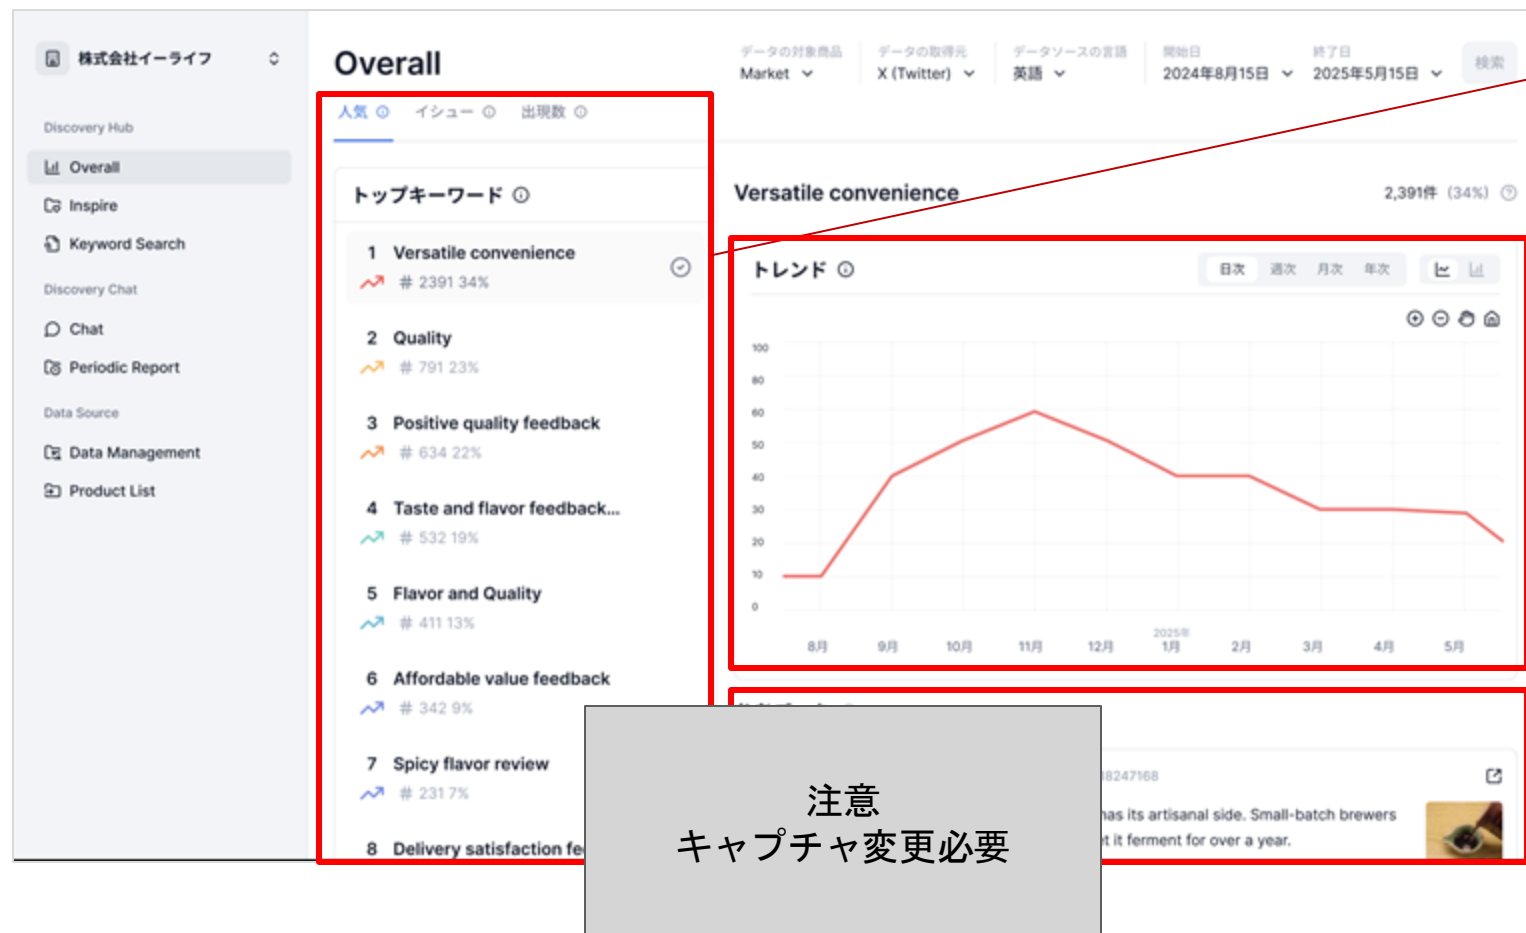 株式会社イーライフ
Discovery Hub
Overall
Inspire
Keyword Search
Discovery Chat
Chat
Periodic Report
Data Source
Data Management
Product List
Overall
データの対象商品
Market
データの取得元
X (Twitter)
データソースの言語
英語
開始日
2024年8月15日
終了日
2025年5月15日
検索
人気 イシュー 出現数
トップキーワード
1 Versatile convenience
# 2391 34%
2 Quality
# 791 23%
3 Positive quality feedback
# 634 22%
4 Taste and flavor feedback...
# 532 19%
5 Flavor and Quality
# 411 13%
6 Affordable value feedback
# 342 9%
7 Spicy flavor review
# 231 7%
8 Delivery satisfaction fe
Versatile convenience
2,391件 (34%)
トレンド
日次 週次 月次 年次
100
80
60
50
40
30
20
10
0
2025年
8月 9月 10月 11月 12月 1月 2月 3月 4月 5月
38247168
has its artisanal side. Small-batch brewers
t it ferment for over a year.
注意
キャプチャ変更必要